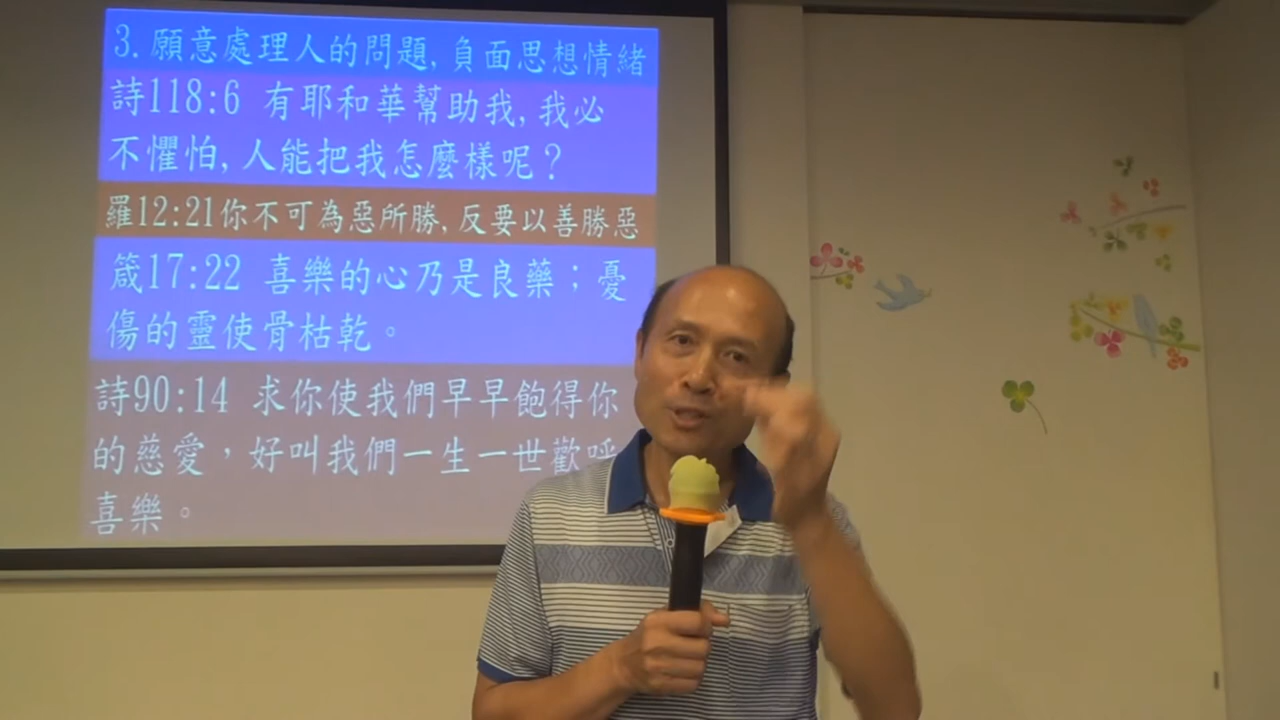 3.願意處理人的問題,負面思想情緒
詩118:6 有耶和華幫助我,我必
不懼怕,人能把我怎麼樣呢？
羅12:21你不可為惡所勝,反要以善勝惡
箴17:22 喜樂的心乃是良藥；憂
傷的靈使骨枯乾。
詩90:14 求你使我們早早飽得你
的慈愛，好叫我們一生一世歡呼
喜樂。